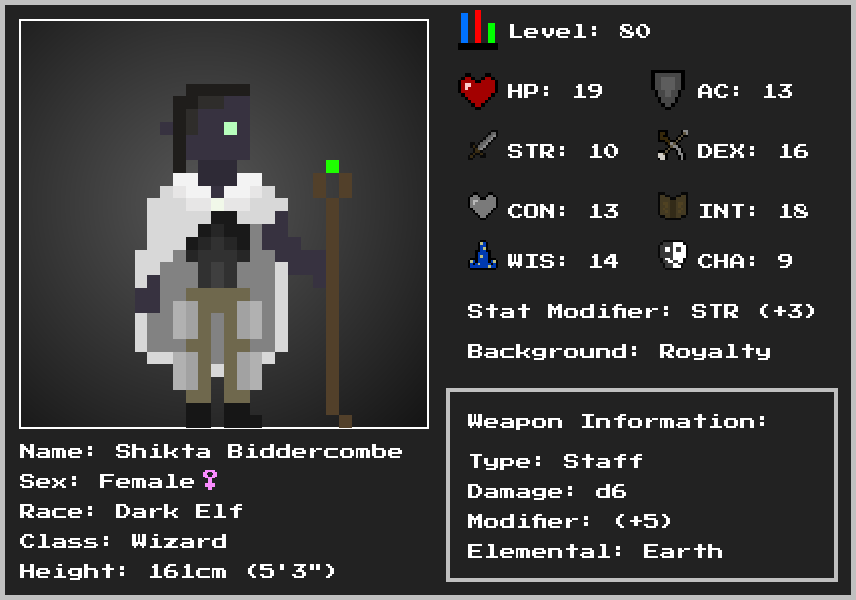 Level: 80
HP: 19 AC: 13
STR: 10 DEX: 16
CON: 13 INT: 18
WIS: 14 CHA: 9
Stat Modifier: STR (+3)
Background: Royalty
Weapon Information:
Type: Staff
Damage: d6
Modifier: (+5)
Elemental: Earth
Name: Shikta Biddercombe
Sex: Female♀
Race: Dark Elf
Class: Wizard
Height: 161cm (5'3")